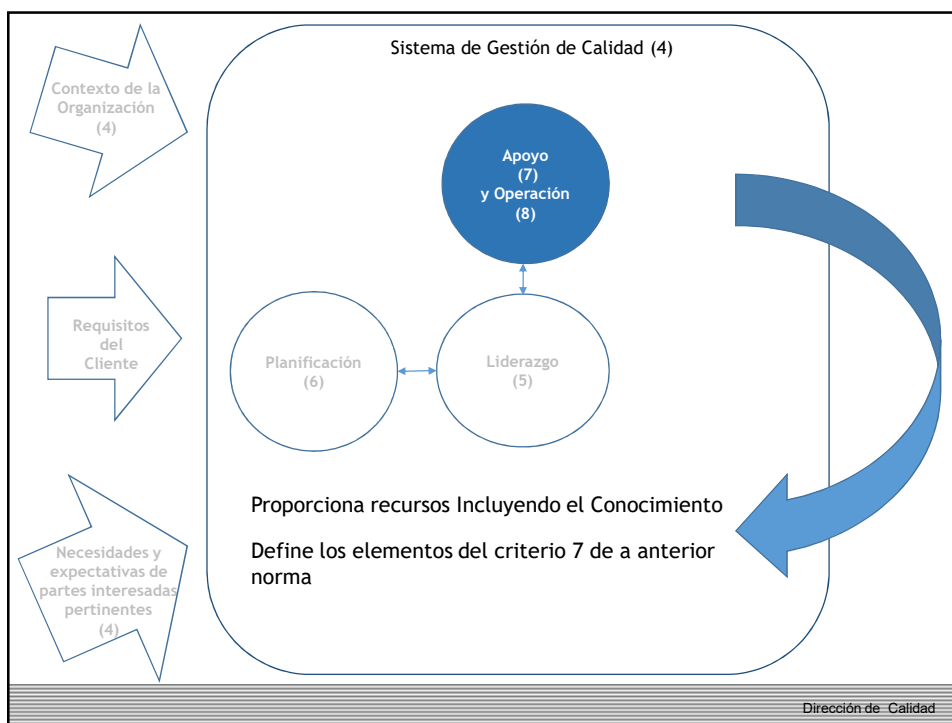 Sistema de Gestión de Calidad (4)
Contexto de la
Organización
(4)
Apoyo
(7)
y Operación
(8)
Requisitos
del
Cliente
Planificación
(6)
Liderazgo
(5)
Necesidades y
expectativas de
partes interesadas
pertinentes
(4)
Proporciona recursos Incluyendo el Conocimiento
Define los elementos del criterio 7 de a anterior
norma
Dirección de Calidad